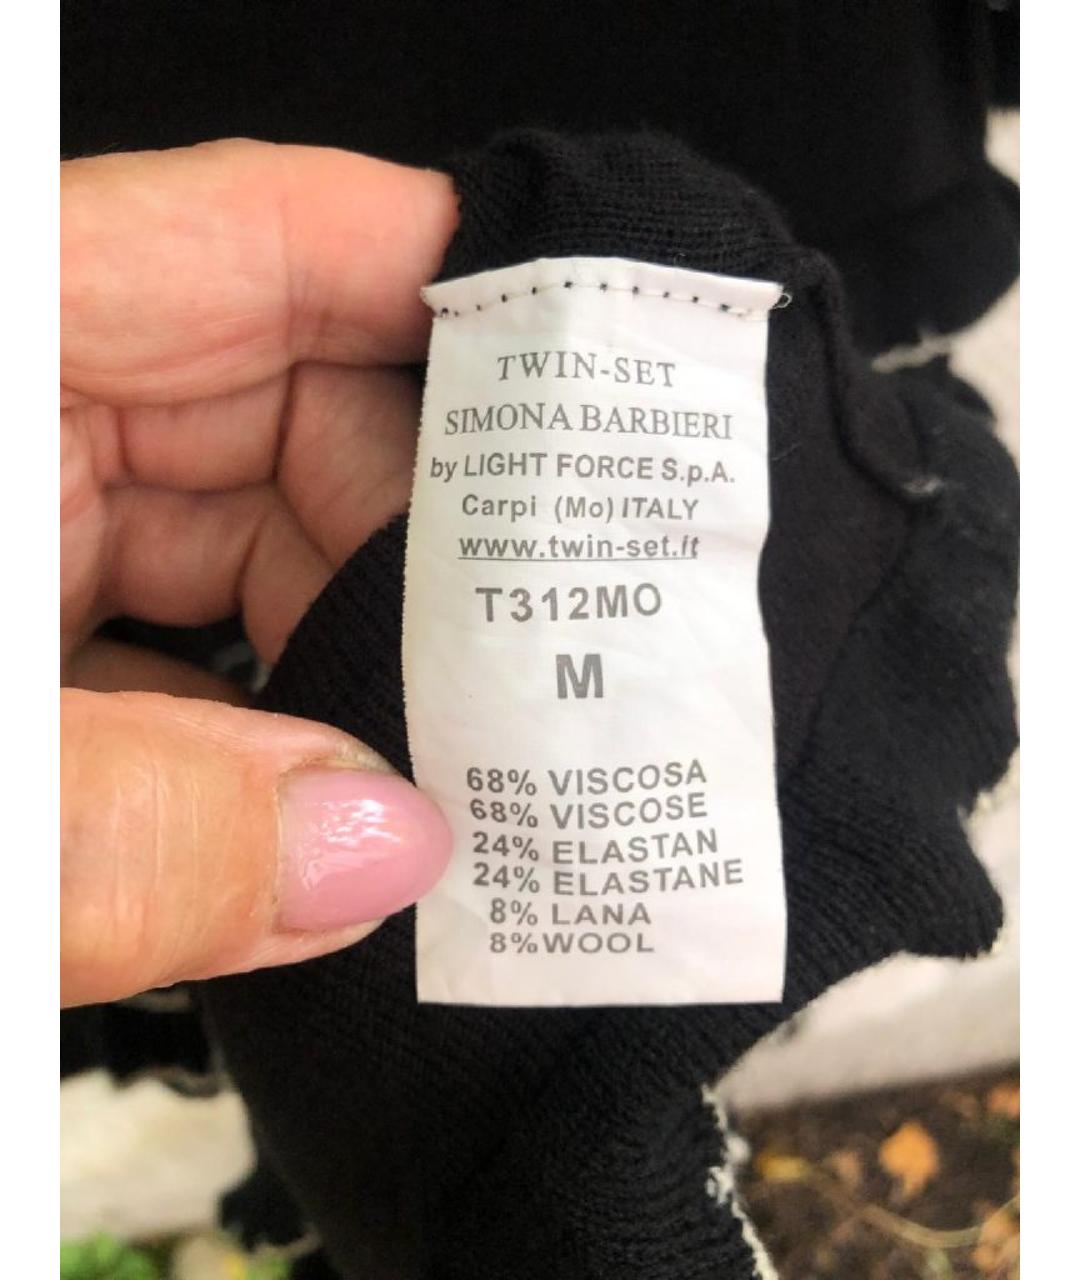 TWIN-SET
SIMONA BARBIERI
by LIGHT FORCE S.p.A.
Carpi (Mo) ITALY
www.twin-set.it
T312MO
M
68% VISCOSA
68% VISCOSE
24% ELASTAN
24% ELASTANE
8% LANA
8%WOOL